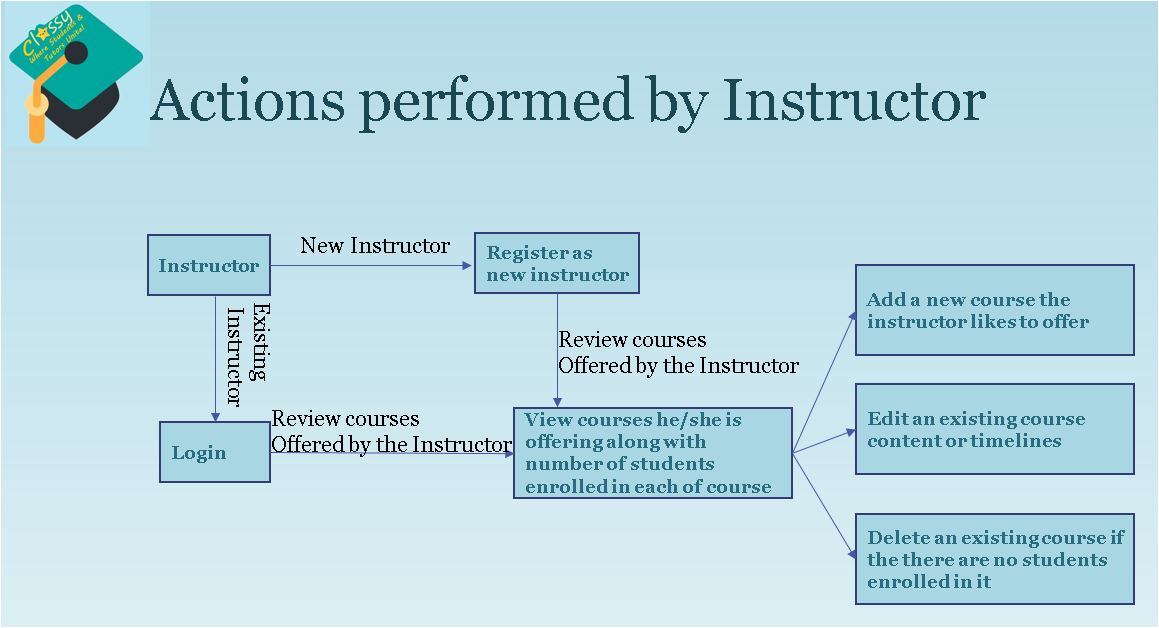 Classy
Where Students &
Tutors Unite!
Actions performed by Instructor
Instructor
New Instructor
Register as
new instructor
Existing
Instructor
Review courses
Offered by the Instructor
Login
Review courses
Offered by the Instructor
View courses he/she is
offering along with
number of students
enrolled in each of course
Add a new course the
instructor likes to offer
Edit an existing course
content or timelines
Delete an existing course if
the there are no students
enrolled in it